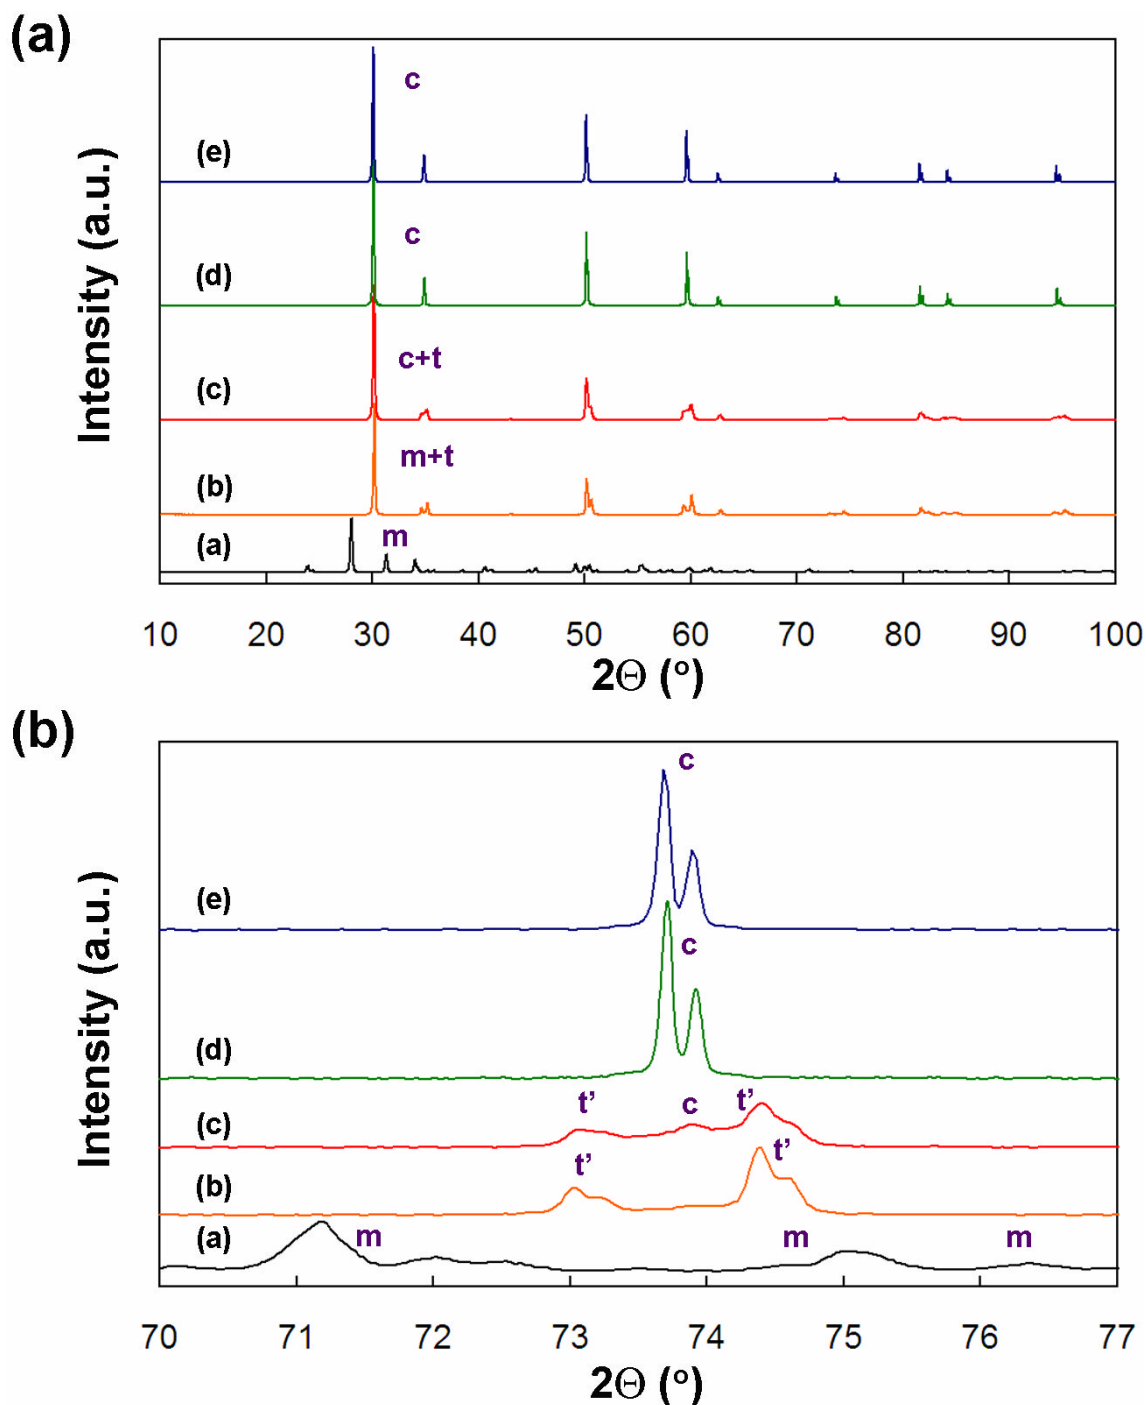 (a)
Intensity (a.u.)
(e)
c
(d)
c
(c)
c+t
(b)
m+t
(a)
m
10 20 30 40 50 60 70 80 90 100
2Θ (o)
(b)
Intensity (a.u.)
(e)
c
(d)
c
(c)
t’ c t’
(b)
t’ t’
(a)
m m m
70 71 72 73 74 75 76 77
2Θ (o)